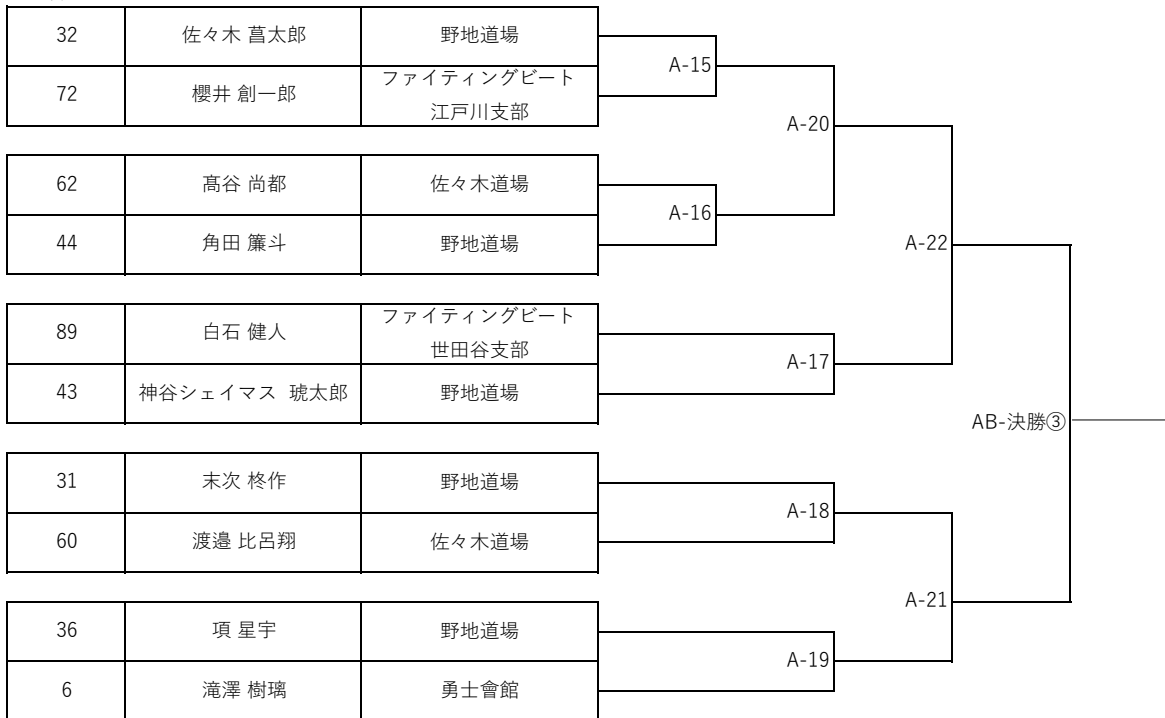 32 佐々木 菖太郎 野地道場
A-15
72 櫻井 創一郎 ファイティングビート
江戸川支部
A-20
62 髙谷 尚都 佐々木道場
A-16
44 角田 簾斗 野地道場
A-22
89 白石 健人 ファイティングビート
世田谷支部
A-17
43 神谷シェイマス 琥太郎 野地道場
AB-決勝③
31 末次 柊作 野地道場
A-18
60 渡邉 比呂翔 佐々木道場
A-21
36 項 星宇 野地道場
A-19
6 滝澤 樹璃 勇士會館